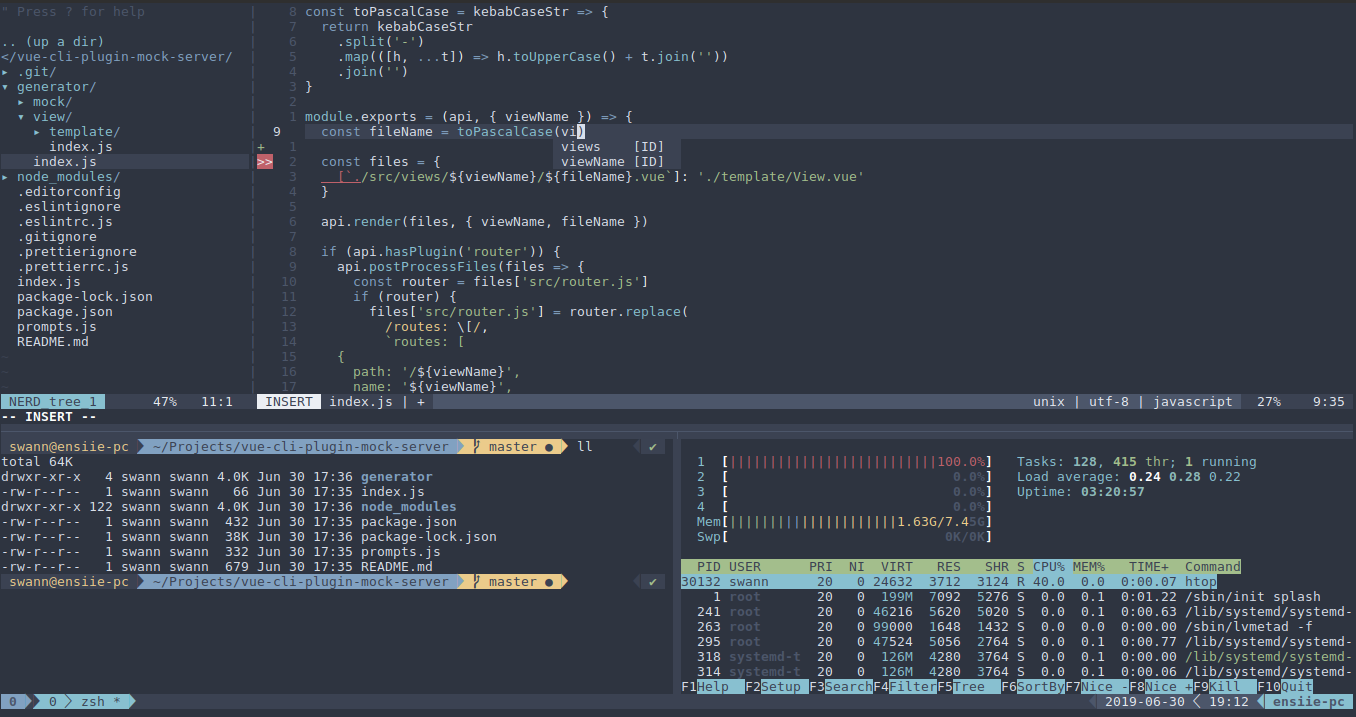 " Press ? for help
.. (up a dir)
</vue-cli-plugin-mock-server/
▸ .git/
▾ generator/
▸ mock/
▾ view/
▸ template/
index.js
index.js
▸ node_modules/
.editorconfig
.eslintignore
.eslintrc.js
.gitignore
.prettierignore
.prettierrc.js
index.js
package-lock.json
package.json
prompts.js
README.md
~
~
~
NERD_tree_1 47% 11:1
8 const toPascalCase = kebabCaseStr => {
7 return kebabCaseStr
6 .split('-')
5 .map(([h, ...t]) => h.toUpperCase() + t.join(''))
4 .join('')
3 }
2
1 module.exports = (api, { viewName }) => {
9 const fileName = toPascalCase(vi)
+ 1 views [ID]
>> 2 const files = { viewName [ID]
3 [`./src/views/${viewName}/${fileName}.vue`]: './template/View.vue'
4 }
5
6 api.render(files, { viewName, fileName })
7
8 if (api.hasPlugin('router')) {
9 api.postProcessFiles(files => {
10 const router = files['src/router.js']
11 if (router) {
12 files['src/router.js'] = router.replace(
13 /routes: \[/,
14 `routes: [
15 {
16 path: '/${viewName}',
17 name: '${viewName}',
INSERT index.js | + unix | utf-8 | javascript 27% 9:35
-- INSERT --
swann@ensiie-pc ~/Projects/vue-cli-plugin-mock-server master ● ll ✔
total 64K
drwxr-xr-x 4 swann swann 4.0K Jun 30 17:36 generator
-rw-r--r-- 1 swann swann 66 Jun 30 17:35 index.js
drwxr-xr-x 122 swann swann 4.0K Jun 30 17:36 node_modules
-rw-r--r-- 1 swann swann 432 Jun 30 17:36 package.json
-rw-r--r-- 1 swann swann 38K Jun 30 17:36 package-lock.json
-rw-r--r-- 1 swann swann 332 Jun 30 17:35 prompts.js
-rw-r--r-- 1 swann swann 679 Jun 30 17:35 README.md
swann@ensiie-pc ~/Projects/vue-cli-plugin-mock-server master ● ✔
1 [||||||||||||||||||||||||||100.0%] Tasks: 128, 415 thr; 1 running
2 [ 0.0%] Load average: 0.24 0.28 0.22
3 [ 0.0%] Uptime: 03:20:57
4 [ 0.0%]
Mem[|||||||||||||||||||||1.63G/7.45G]
Swp[ 0K/0K]
PID USER PRI NI VIRT RES SHR S CPU% MEM% TIME+ Command
30132 swann 20 0 24632 3712 3124 R 40.0 0.0 0:00.07 htop
1 root 20 0 199M 7092 5276 S 0.0 0.1 0:01.22 /sbin/init splash
241 root 20 0 46216 5620 5020 S 0.0 0.1 0:00.63 /lib/systemd/systemd-
263 root 20 0 99000 1648 1432 S 0.0 0.0 0:00.00 /sbin/lvmetad -f
295 root 20 0 47524 5056 2764 S 0.0 0.1 0:00.77 /lib/systemd/systemd-
318 systemd-t 20 0 126M 4280 3764 S 0.0 0.1 0:00.00 /lib/systemd/systemd-
314 systemd-t 20 0 126M 4280 3764 S 0.0 0.1 0:00.06 /lib/systemd/systemd-
F1Help F2Setup F3SearchF4FilterF5Tree F6SortByF7Nice -F8Nice +F9Kill F10Quit
0 0 zsh * 2019-06-30 19:12 ensiie-pc